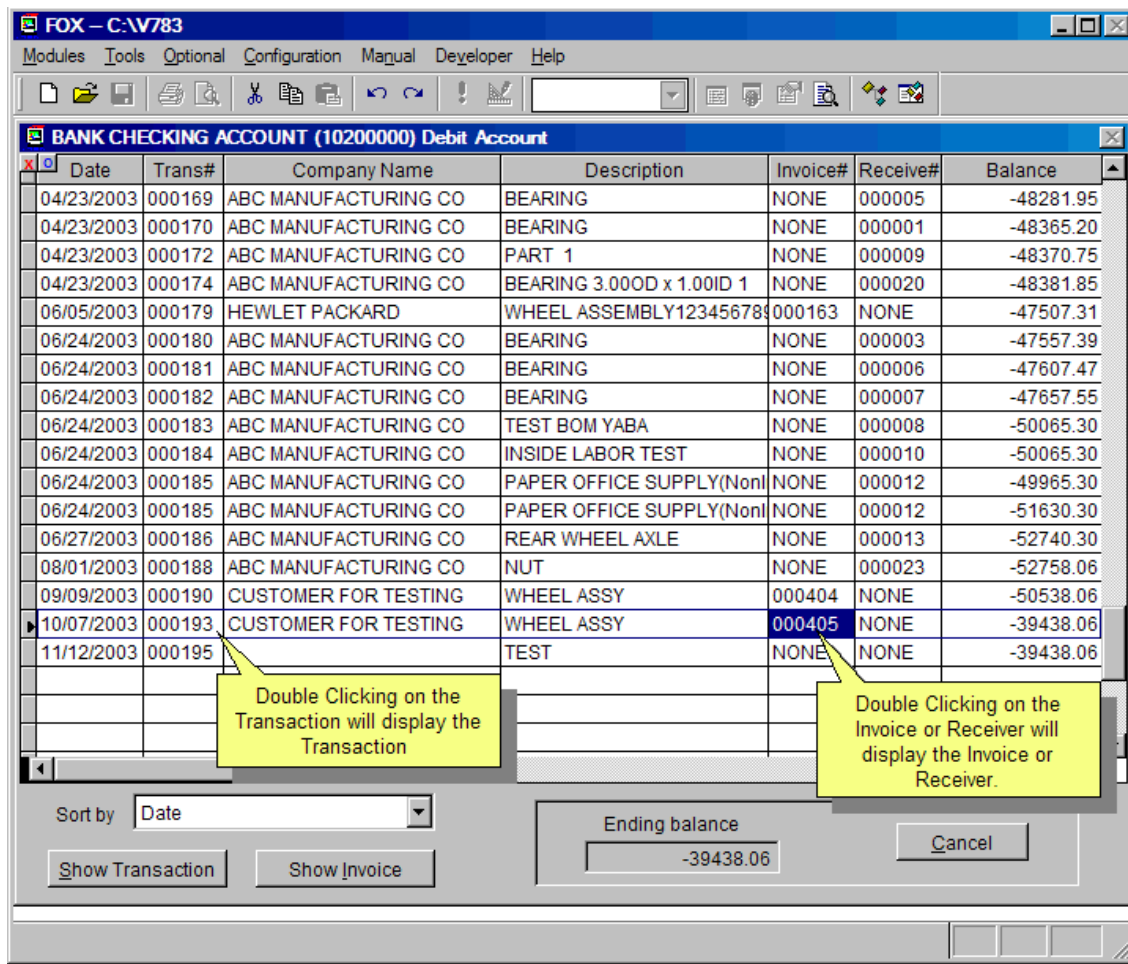 FOX – C:\V783
Modules Tools Optional Configuration Manual Developer Help
BANK CHECKING ACCOUNT (10200000) Debit Account
X O Date Trans# Company Name Description Invoice# Receive# Balance
04/23/2003 000169 ABC MANUFACTURING CO BEARING NONE 000005 -48281.95
04/23/2003 000170 ABC MANUFACTURING CO BEARING NONE 000001 -48365.20
04/23/2003 000172 ABC MANUFACTURING CO PART 1 NONE 000009 -48370.75
04/23/2003 000174 ABC MANUFACTURING CO BEARING 3.00OD x 1.00ID 1 NONE 000020 -48381.85
06/05/2003 000179 HEWLET PACKARD WHEEL ASSEMBLY123456789 000163 NONE -47507.31
06/24/2003 000180 ABC MANUFACTURING CO BEARING NONE 000003 -47557.39
06/24/2003 000181 ABC MANUFACTURING CO BEARING NONE 000006 -47607.47
06/24/2003 000182 ABC MANUFACTURING CO BEARING NONE 000007 -47657.55
06/24/2003 000183 ABC MANUFACTURING CO TEST BOM YABA NONE 000008 -50065.30
06/24/2003 000184 ABC MANUFACTURING CO INSIDE LABOR TEST NONE 000010 -50065.30
06/24/2003 000185 ABC MANUFACTURING CO PAPER OFFICE SUPPLY(NonI NONE 000012 -49965.30
06/24/2003 000185 ABC MANUFACTURING CO PAPER OFFICE SUPPLY(NonI NONE 000012 -51630.30
06/27/2003 000186 ABC MANUFACTURING CO REAR WHEEL AXLE NONE 000013 -52740.30
08/01/2003 000188 ABC MANUFACTURING CO NUT NONE 000023 -52758.06
09/09/2003 000190 CUSTOMER FOR TESTING WHEEL ASSY 000404 NONE -50538.06
10/07/2003 000193 CUSTOMER FOR TESTING WHEEL ASSY 000405 NONE -39438.06
11/12/2003 000195 TEST NONE NONE -39438.06
Double Clicking on the
Transaction will display the
Transaction
Double Clicking on the
Invoice or Receiver will
display the Invoice or
Receiver.
Sort by Date
Ending balance
-39438.06
Cancel
Show Transaction Show Invoice